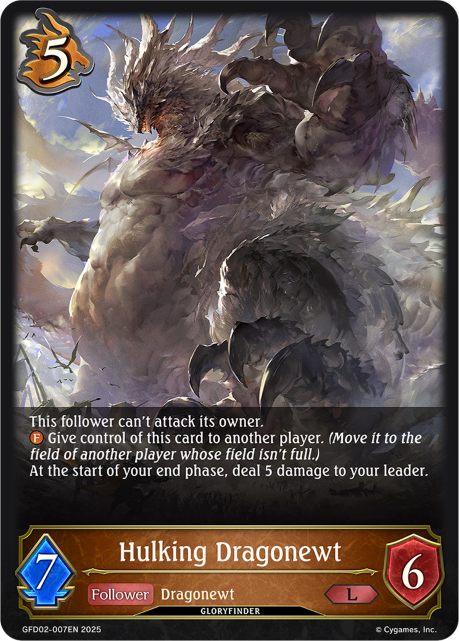 5
This follower can't attack its owner.
F Give control of this card to another player. (Move it to the
field of another player whose field isn't full.)
At the start of your end phase, deal 5 damage to your leader.
Hulking Dragonewt
7
6
Follower Dragonewt
L
GLORYFINDER
GFD02-007EN 2025
© Cygames, Inc.